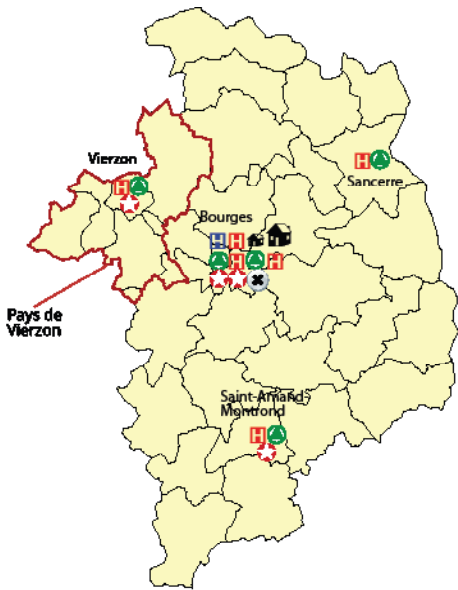 Vierzon
H
H
Sancerre
Bourges
H H
H H
Pays de
Vierzon
Saint-Amand-
Montrond
H